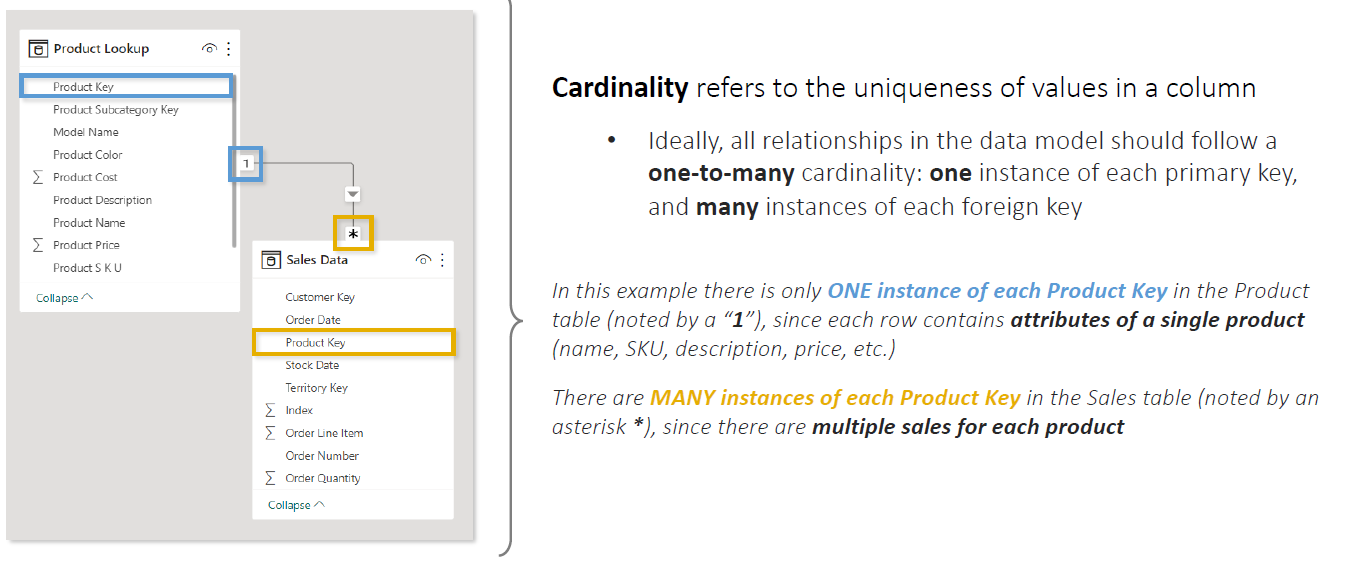 Product Lookup
Product Key
Product Subcategory Key
Model Name
Product Color
Product Cost
Product Description
Product Name
Product Price
Product S K U
Collapse
1
*
Sales Data
Customer Key
Order Date
Product Key
Stock Date
Territory Key
Index
Order Line Item
Order Number
Order Quantity
Collapse
Cardinality refers to the uniqueness of values in a column
• Ideally, all relationships in the data model should follow a
one-to-many cardinality: one instance of each primary key,
and many instances of each foreign key
In this example there is only ONE instance of each Product Key in the Product
table (noted by a “1”), since each row contains attributes of a single product
(name, SKU, description, price, etc.)
There are MANY instances of each Product Key in the Sales table (noted by an
asterisk *), since there are multiple sales for each product